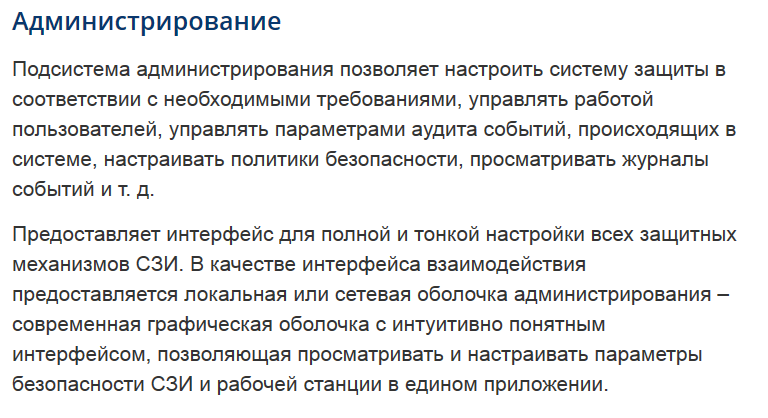 Администрирование
Подсистема администрирования позволяет настроить систему защиты в
соответствии с необходимыми требованиями, управлять работой
пользователей, управлять параметрами аудита событий, происходящих в
системе, настраивать политики безопасности, просматривать журналы
событий и т. д.
Предоставляет интерфейс для полной и тонкой настройки всех защитных
механизмов СЗИ. В качестве интерфейса взаимодействия
предоставляется локальная или сетевая оболочка администрирования –
современная графическая оболочка с интуитивно понятным
интерфейсом, позволяющая просматривать и настраивать параметры
безопасности СЗИ и рабочей станции в едином приложении.